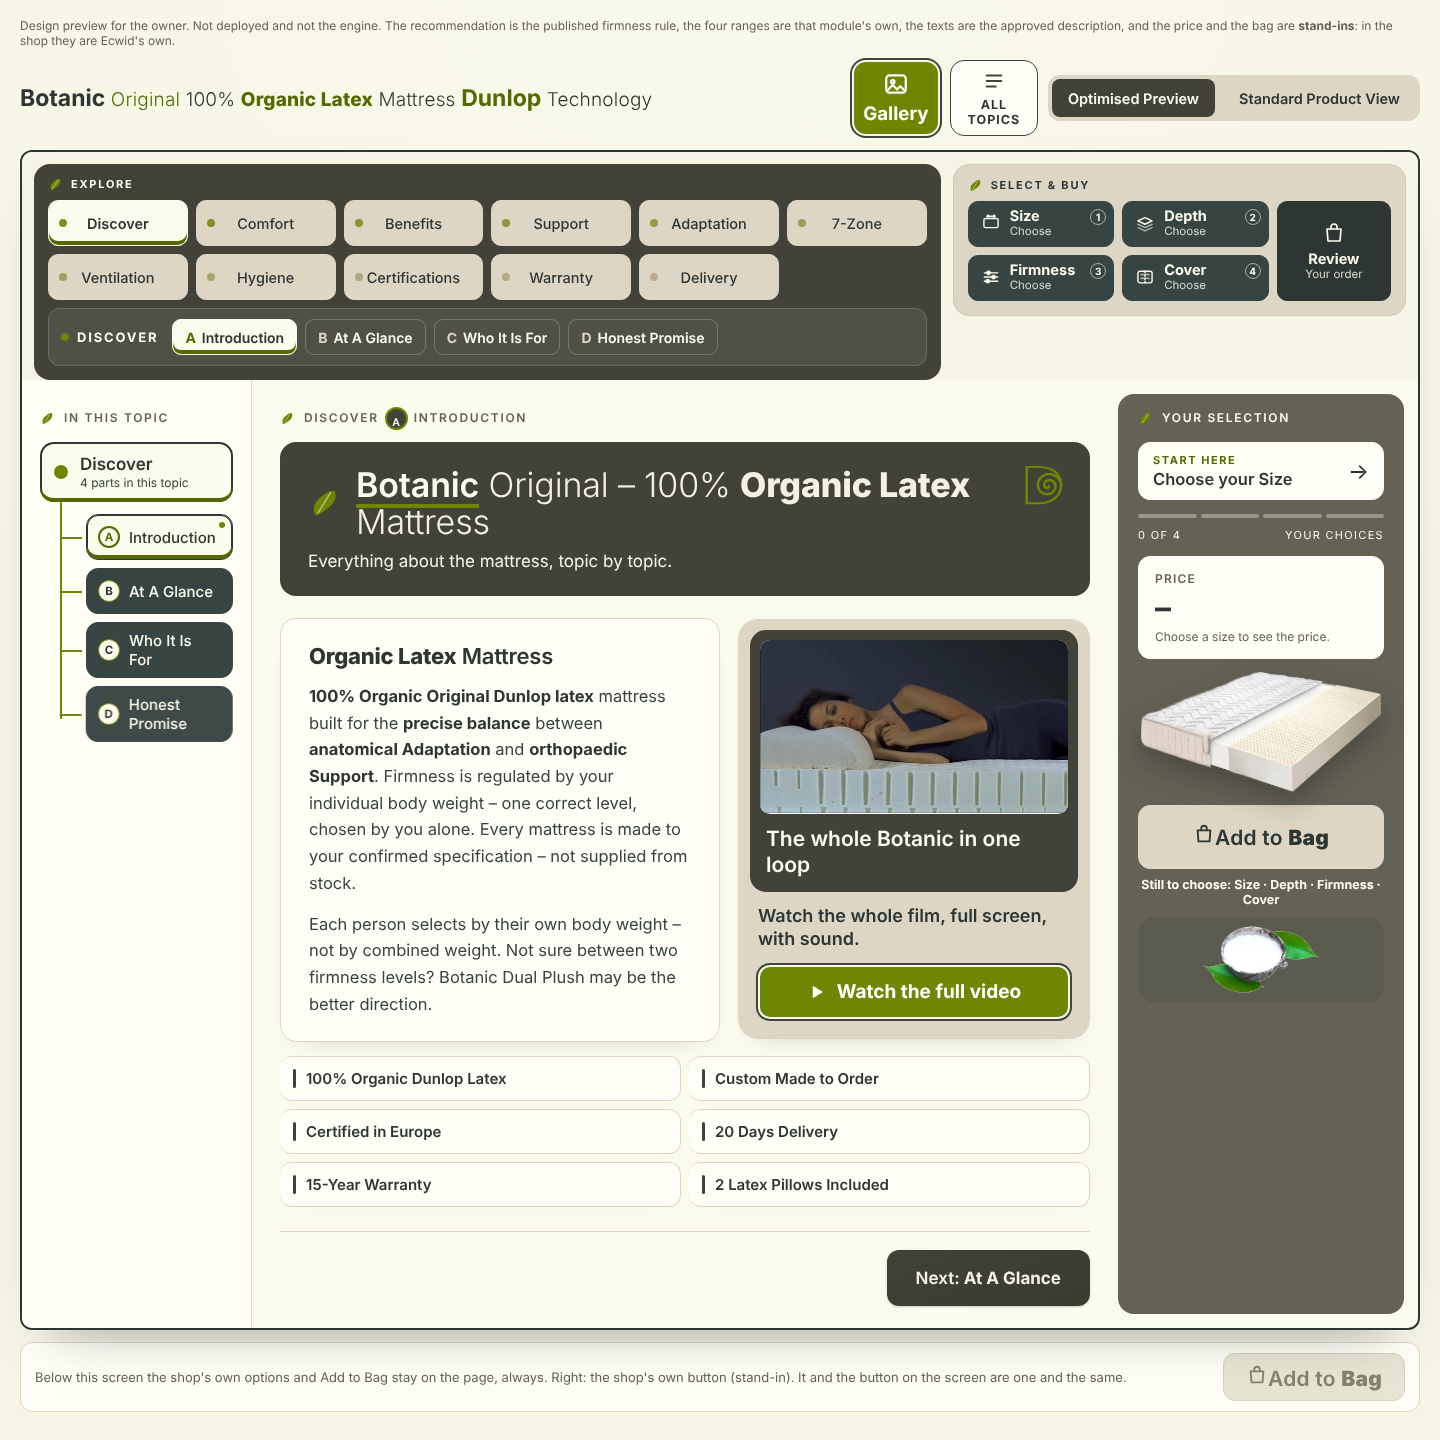 Design preview for the owner. Not deployed and not the engine. The recommendation is the published firmness rule, the four ranges are that module's own, the texts are the approved description, and the price and the bag are stand-ins: in the
shop they are Ecwid's own.
Botanic Original 100% Organic Latex Mattress Dunlop Technology
Gallery
ALL
TOPICS
Optimised Preview
Standard Product View
EXPLORE
Discover
Comfort
Benefits
Support
Adaptation
7-Zone
Ventilation
Hygiene
Certifications
Warranty
Delivery
DISCOVER
A Introduction
B At A Glance
C Who It Is For
D Honest Promise
SELECT & BUY
Size
Choose
1
Depth
Choose
2
Firmness
Choose
3
Cover
Choose
4
Review
Your order
IN THIS TOPIC
Discover
4 parts in this topic
A Introduction
B At A Glance
C Who It Is
For
D Honest
Promise
DISCOVER A INTRODUCTION
Botanic Original – 100% Organic Latex
Mattress
Everything about the mattress, topic by topic.
Organic Latex Mattress
100% Organic Original Dunlop latex mattress
built for the precise balance between
anatomical Adaptation and orthopaedic
Support. Firmness is regulated by your
individual body weight – one correct level,
chosen by you alone. Every mattress is made to
your confirmed specification – not supplied from
stock.
Each person selects by their own body weight –
not by combined weight. Not sure between two
firmness levels? Botanic Dual Plush may be the
better direction.
The whole Botanic in one
loop
Watch the whole film, full screen,
with sound.
Watch the full video
100% Organic Dunlop Latex
Custom Made to Order
Certified in Europe
20 Days Delivery
15-Year Warranty
2 Latex Pillows Included
Next: At A Glance
YOUR SELECTION
START HERE
Choose your Size
0 OF 4
YOUR CHOICES
PRICE
–
Choose a size to see the price.
Add to Bag
Still to choose: Size · Depth · Firmness ·
Cover
Below this screen the shop's own options and Add to Bag stay on the page, always. Right: the shop's own button (stand-in). It and the button on the screen are one and the same.
Add to Bag